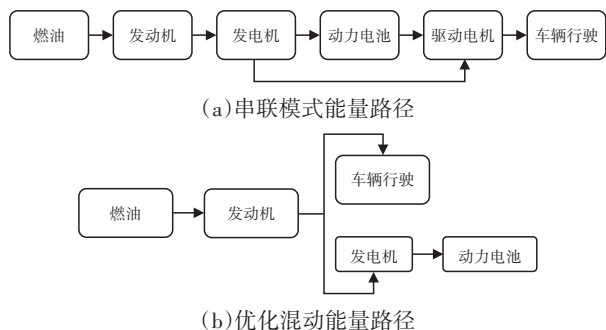 燃油
发动机
发电机
动力电池
驱动电机
车辆行驶
(a)串联模式能量路径
车辆行驶
燃油
发动机
发电机
动力电池
(b)优化混动能量路径